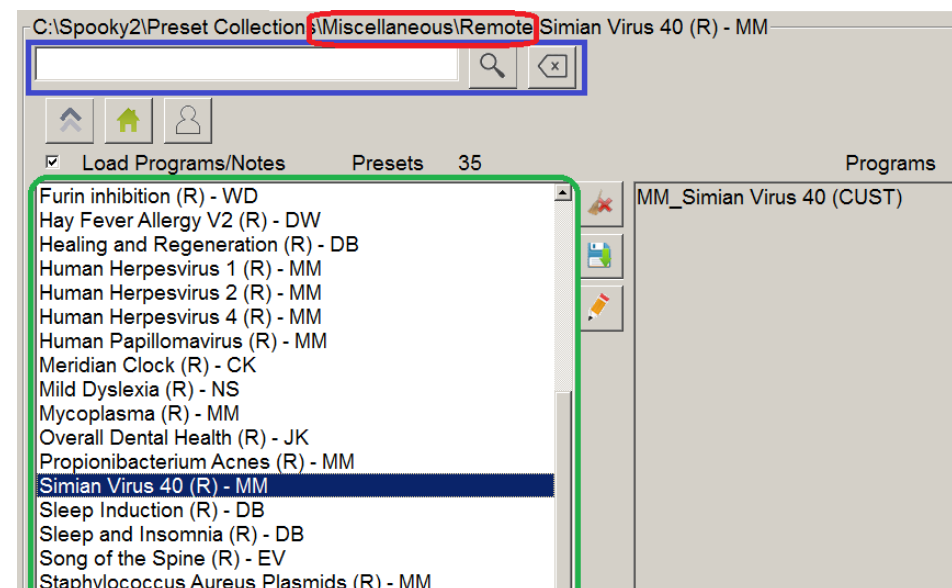 C:\Spooky2\Preset Collections\Miscellaneous\Remote Simian Virus 40 (R) - MM
Load Programs/Notes Presets 35 Programs
Furin inhibition (R) - WD
Hay Fever Allergy V2 (R) - DW
Healing and Regeneration (R) - DB
Human Herpesvirus 1 (R) - MM
Human Herpesvirus 2 (R) - MM
Human Herpesvirus 4 (R) - MM
Human Papillomavirus (R) - MM
Meridian Clock (R) - CK
Mild Dyslexia (R) - NS
Mycoplasma (R) - MM
Overall Dental Health (R) - JK
Propionibacterium Acnes (R) - MM
Simian Virus 40 (R) - MM
Sleep Induction (R) - DB
Sleep and Insomnia (R) - DB
Song of the Spine (R) - EV
Staphylococcus Aureus Plasmids (R) - MM
MM_Simian Virus 40 (CUST)